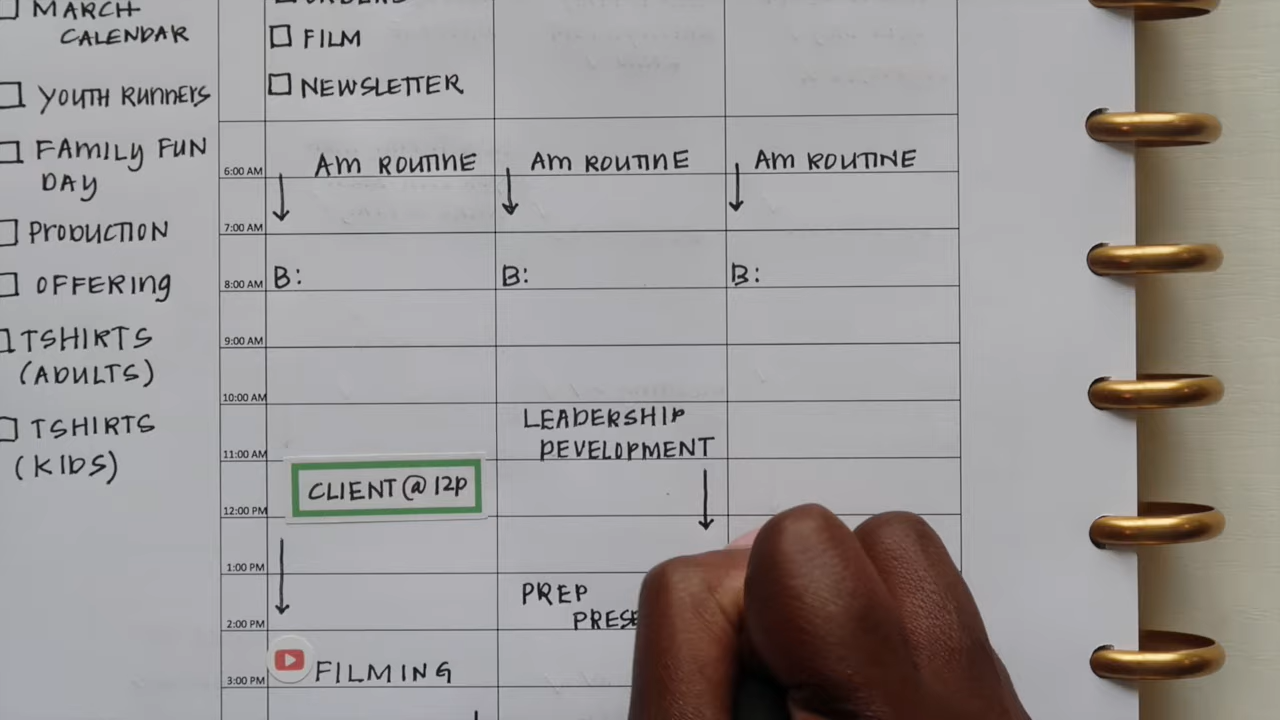 MARCH
CALENDAR
YOUTH RUNNERS
FAMILY FUN
DAY
PRODUCTION
OFFERING
TSHIRTS
(ADULTS)
TSHIRTS
(KIDS)
FILM
NEWSLETTER
6:00 AM
AM ROUTINE
AM ROUTINE
AM ROUTINE
7:00 AM
8:00 AM
B:
B:
B:
9:00 AM
10:00 AM
LEADERSHIP
DEVELOPMENT
11:00 AM
CLIENT @ 12P
12:00 PM
1:00 PM
PREP
2:00 PM
FILMING
3:00 PM